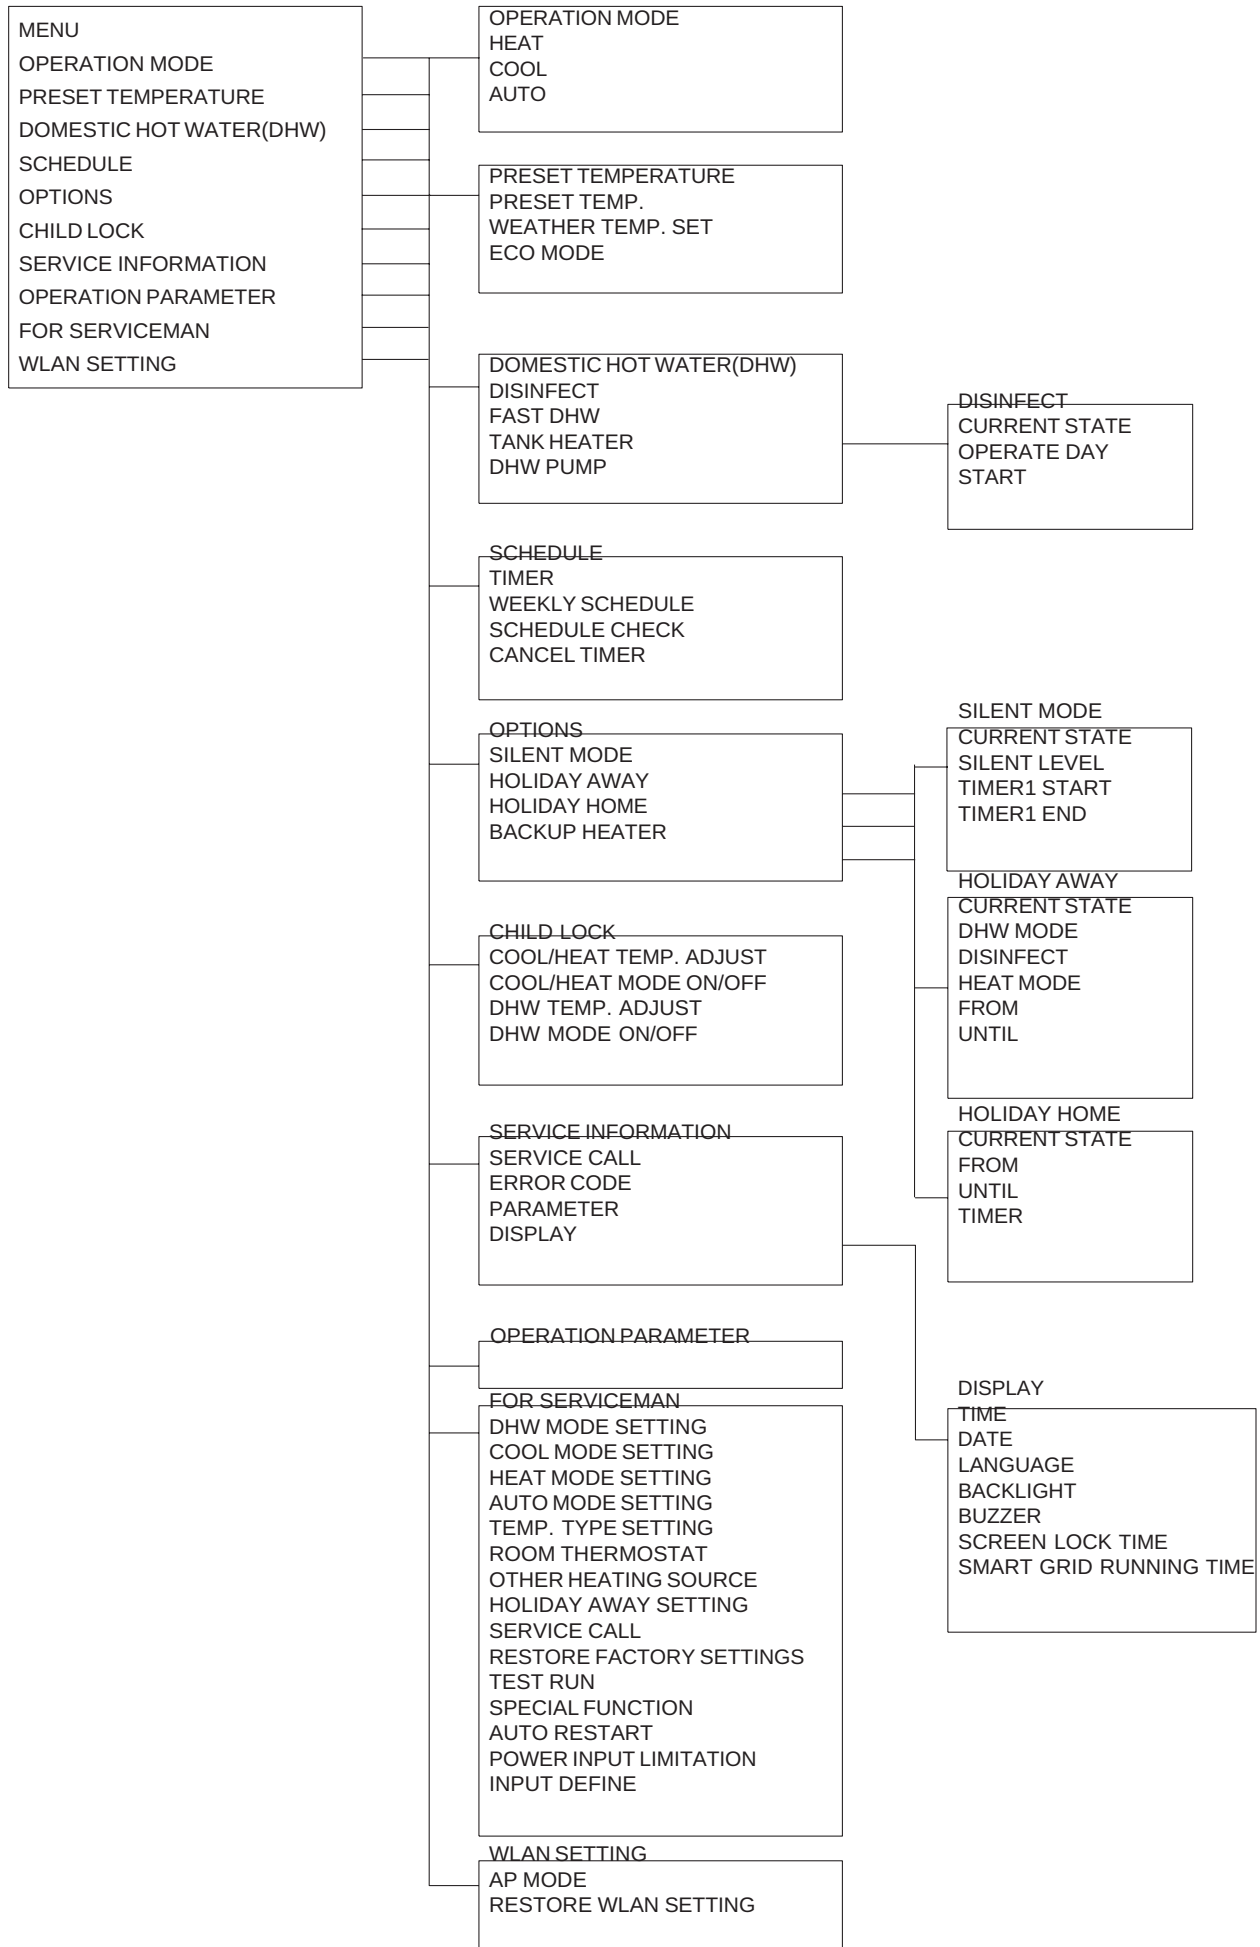 MENU
OPERATION MODE
PRESET TEMPERATURE
DOMESTIC HOT WATER(DHW)
SCHEDULE
OPTIONS
CHILD LOCK
SERVICE INFORMATION
OPERATION PARAMETER
FOR SERVICEMAN
WLAN SETTING
OPERATION MODE
HEAT
COOL
AUTO
PRESET TEMPERATURE
PRESET TEMP.
WEATHER TEMP. SET
ECO MODE
DOMESTIC HOT WATER(DHW)
DISINFECT
FAST DHW
TANK HEATER
DHW PUMP
DISINFECT
CURRENT STATE
OPERATE DAY
START
SCHEDULE
TIMER
WEEKLY SCHEDULE
SCHEDULE CHECK
CANCEL TIMER
OPTIONS
SILENT MODE
HOLIDAY AWAY
HOLIDAY HOME
BACKUP HEATER
SILENT MODE
CURRENT STATE
SILENT LEVEL
TIMER1 START
TIMER1 END
HOLIDAY AWAY
CURRENT STATE
DHW MODE
DISINFECT
HEAT MODE
FROM
UNTIL
HOLIDAY HOME
CURRENT STATE
FROM
UNTIL
TIMER
CHILD LOCK
COOL/HEAT TEMP. ADJUST
COOL/HEAT MODE ON/OFF
DHW TEMP. ADJUST
DHW MODE ON/OFF
SERVICE INFORMATION
SERVICE CALL
ERROR CODE
PARAMETER
DISPLAY
DISPLAY
TIME
DATE
LANGUAGE
BACKLIGHT
BUZZER
SCREEN LOCK TIME
SMART GRID RUNNING TIME
OPERATION PARAMETER
FOR SERVICEMAN
DHW MODE SETTING
COOL MODE SETTING
HEAT MODE SETTING
AUTO MODE SETTING
TEMP. TYPE SETTING
ROOM THERMOSTAT
OTHER HEATING SOURCE
HOLIDAY AWAY SETTING
SERVICE CALL
RESTORE FACTORY SETTINGS
TEST RUN
SPECIAL FUNCTION
AUTO RESTART
POWER INPUT LIMITATION
INPUT DEFINE
WLAN SETTING
AP MODE
RESTORE WLAN SETTING